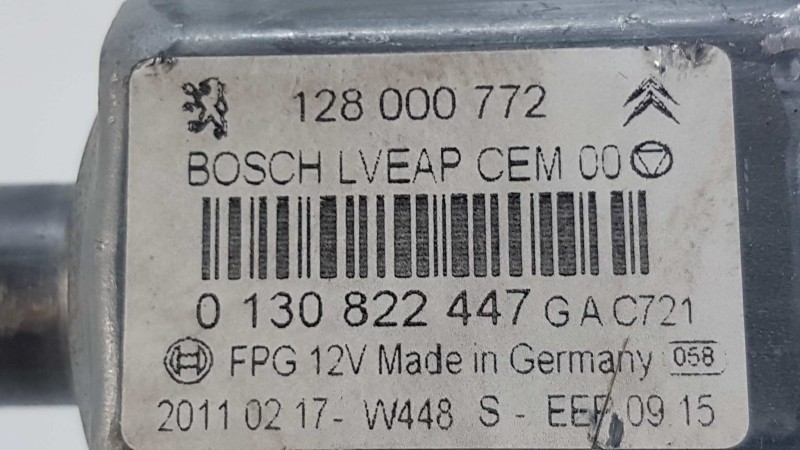 128 000 772
BOSCH LVEAP CEM 00
0 130 822 447 G A C721
FPG 12V Made in Germany 058
2011 02 17- W448 S - 09 15